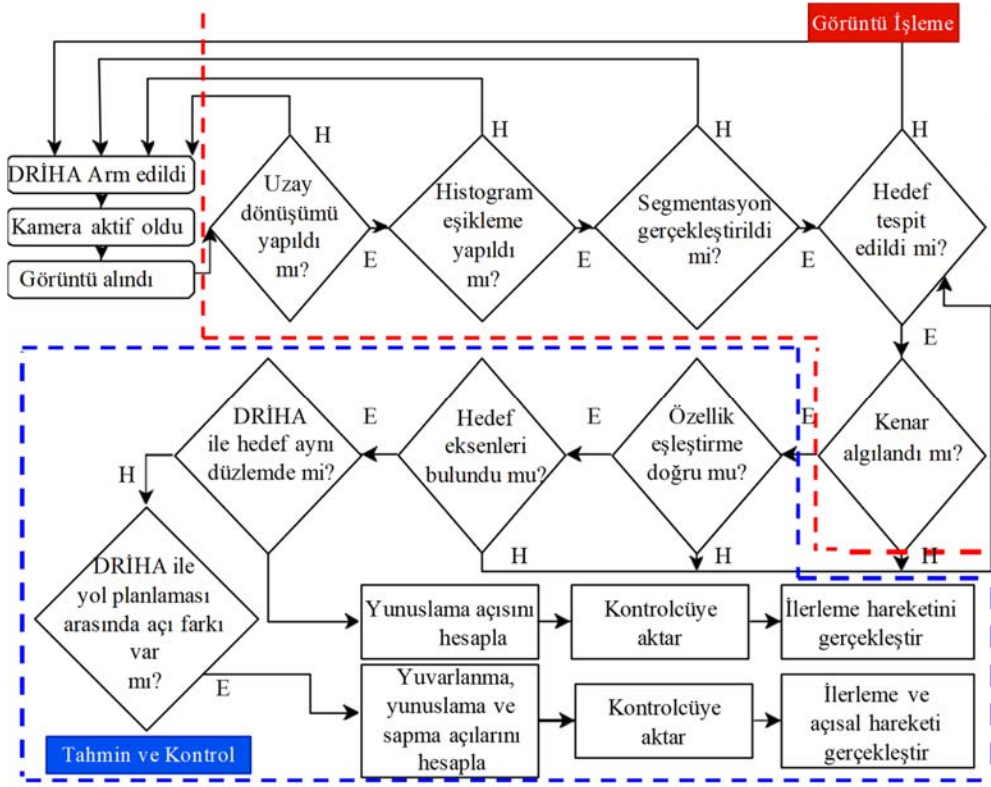 Görüntü İşleme
H
H
H
H
DRİHA Arm edildi
Kamera aktif oldu
Görüntü alındı
Uzay
dönüşümü
yapıldı
mı?
E
Histogram
eşikleme
yapıldı
mı?
E
Segmentasyon
gerçekleştirildi
mi?
E
Hedef
tespit
edildi mi?
E
Kenar
algılandı mı?
E
H
Özellik
eşleştirme
doğru mu?
E
H
Hedef
eksenleri
bulundu mu?
E
H
DRİHA
ile hedef aynı
düzlemde mi?
H
DRİHA ile
yol planlaması
arasında açı farkı
var
mı?
E
Yunuslama açısını
hesapla
Kontrolcüye
aktar
İlerleme hareketini
gerçekleştir
Yuvarlanma,
yunuslama ve
sapma açılarını
hesapla
Kontrolcüye
aktar
İlerleme ve
açısal hareketi
gerçekleştir
Tahmin ve Kontrol